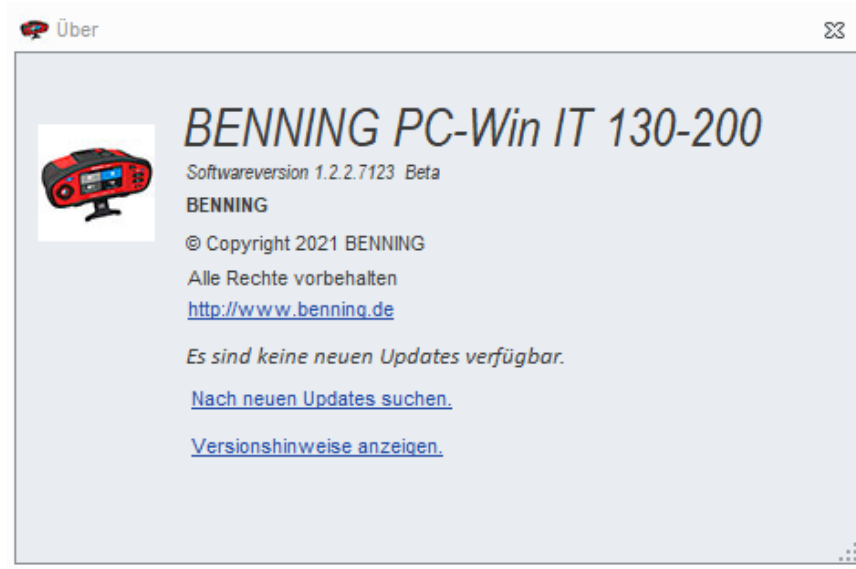 Über
BENNING PC-Win IT 130-200
Softwareversion 1.2.2.7123 Beta
BENNING
© Copyright 2021 BENNING
Alle Rechte vorbehalten
http://www.benning.de
Es sind keine neuen Updates verfügbar.
Nach neuen Updates suchen.
Versionshinweise anzeigen.